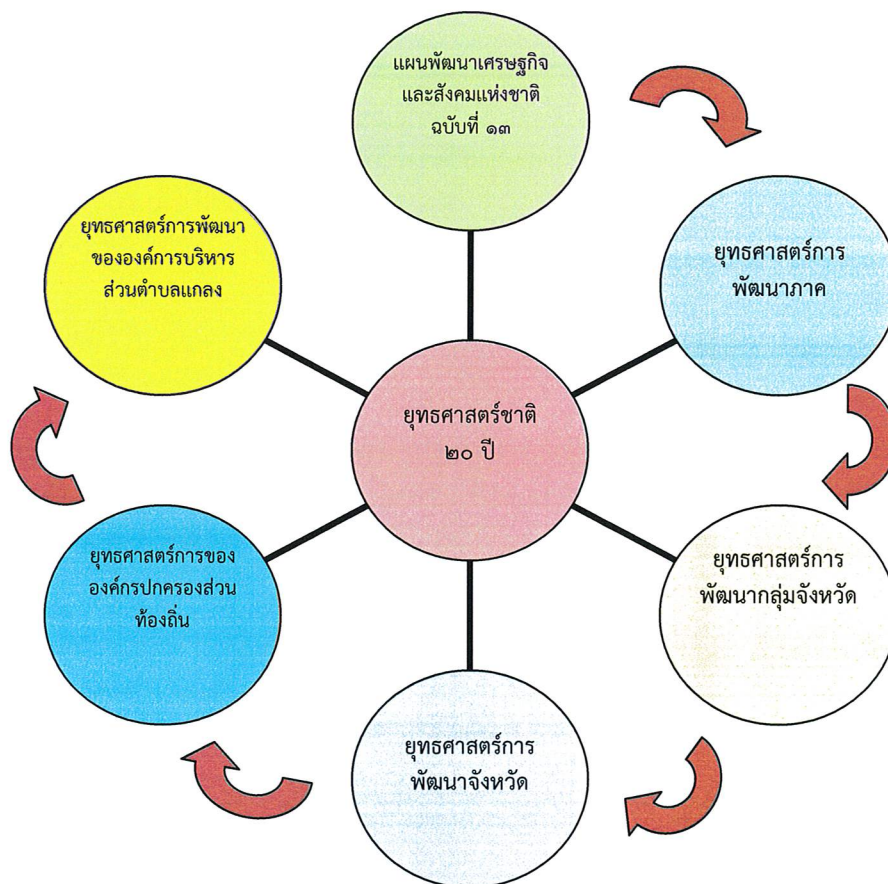 แผนพัฒนาเศรษฐกิจ
และสังคมแห่งชาติ
ฉบับที่ ๑๓
ยุทธศาสตร์การ
พัฒนาภาค
ยุทธศาสตร์การ
พัฒนากลุ่มจังหวัด
ยุทธศาสตร์การ
พัฒนาจังหวัด
ยุทธศาสตร์การของ
องค์กรปกครองส่วน
ท้องถิ่น
ยุทธศาสตร์การพัฒนา
ขององค์การบริหาร
ส่วนตำบลแกลง
ยุทธศาสตร์ชาติ
๒๐ ปี